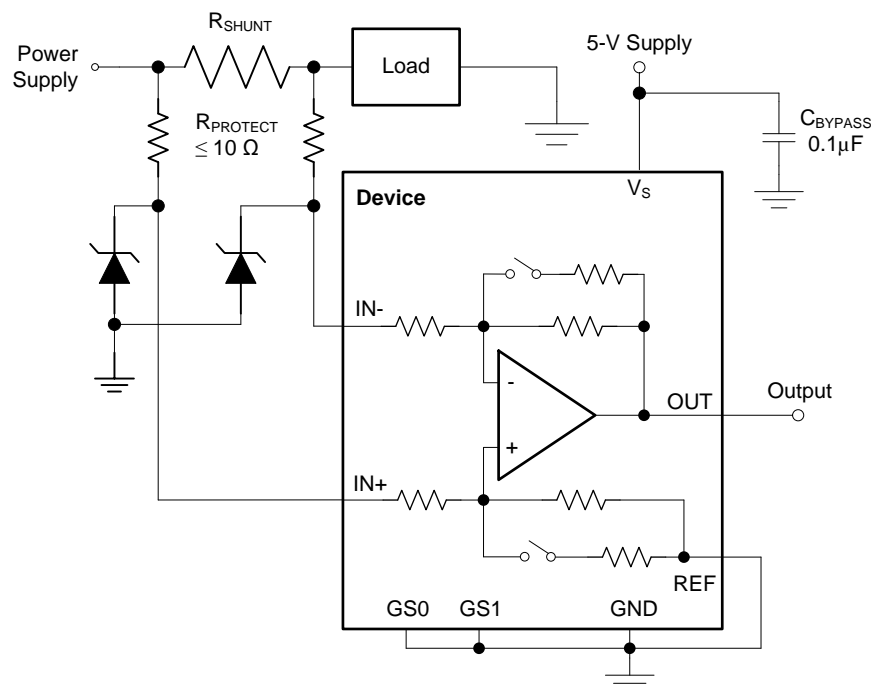 R_SHUNT
Power
Supply
Load
5-V Supply
R_PROTECT
≤ 10 Ω
C_BYPASS
0.1µF
V_S
Device
IN-
-
OUT
Output
+
IN+
REF
GS0 GS1 GND